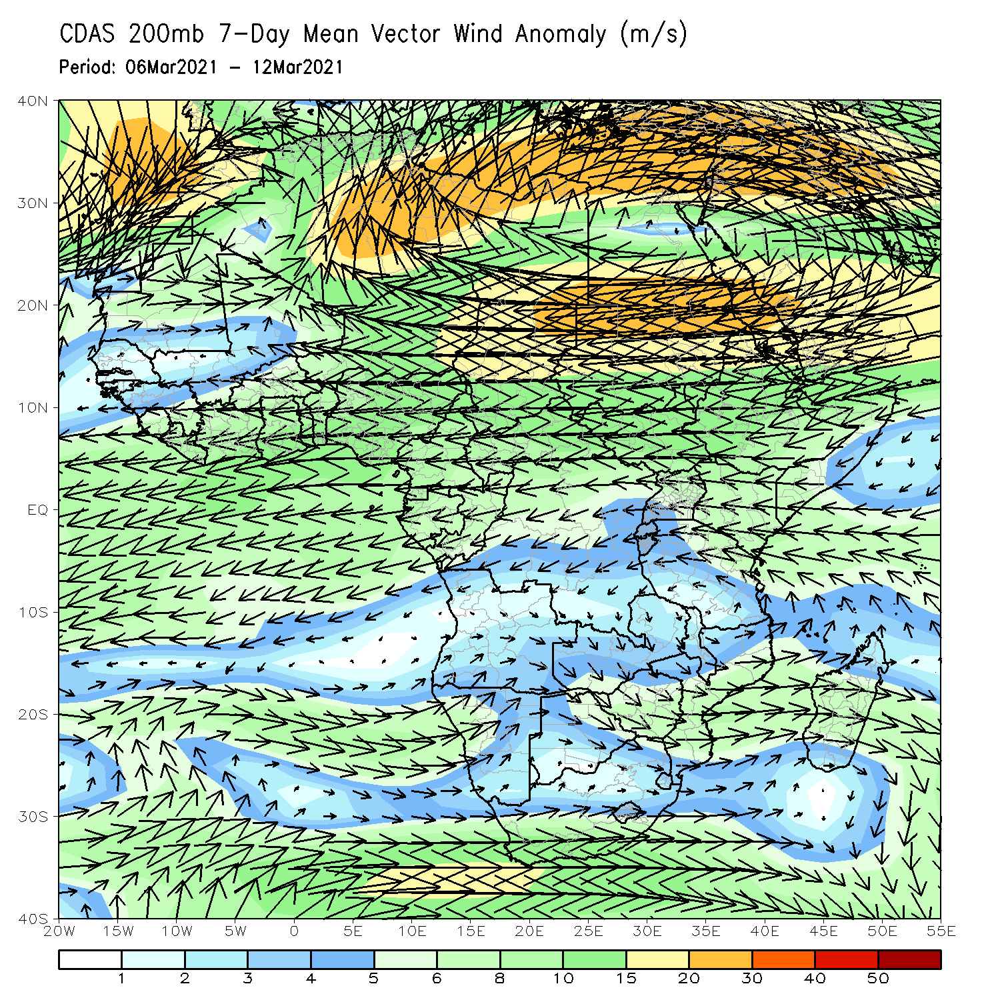 CDAS 200mb 7-Day Mean Vector Wind Anomaly (m/s)
Period: 06Mar2021 - 12Mar2021
40N
30N
20N
10N
EQ
10S
20S
30S
40S
20W 15W 10W 5W 0 5E 10E 15E 20E 25E 30E 35E 40E 45E 50E 55E
1 2 3 4 5 6 8 10 15 20 30 40 50